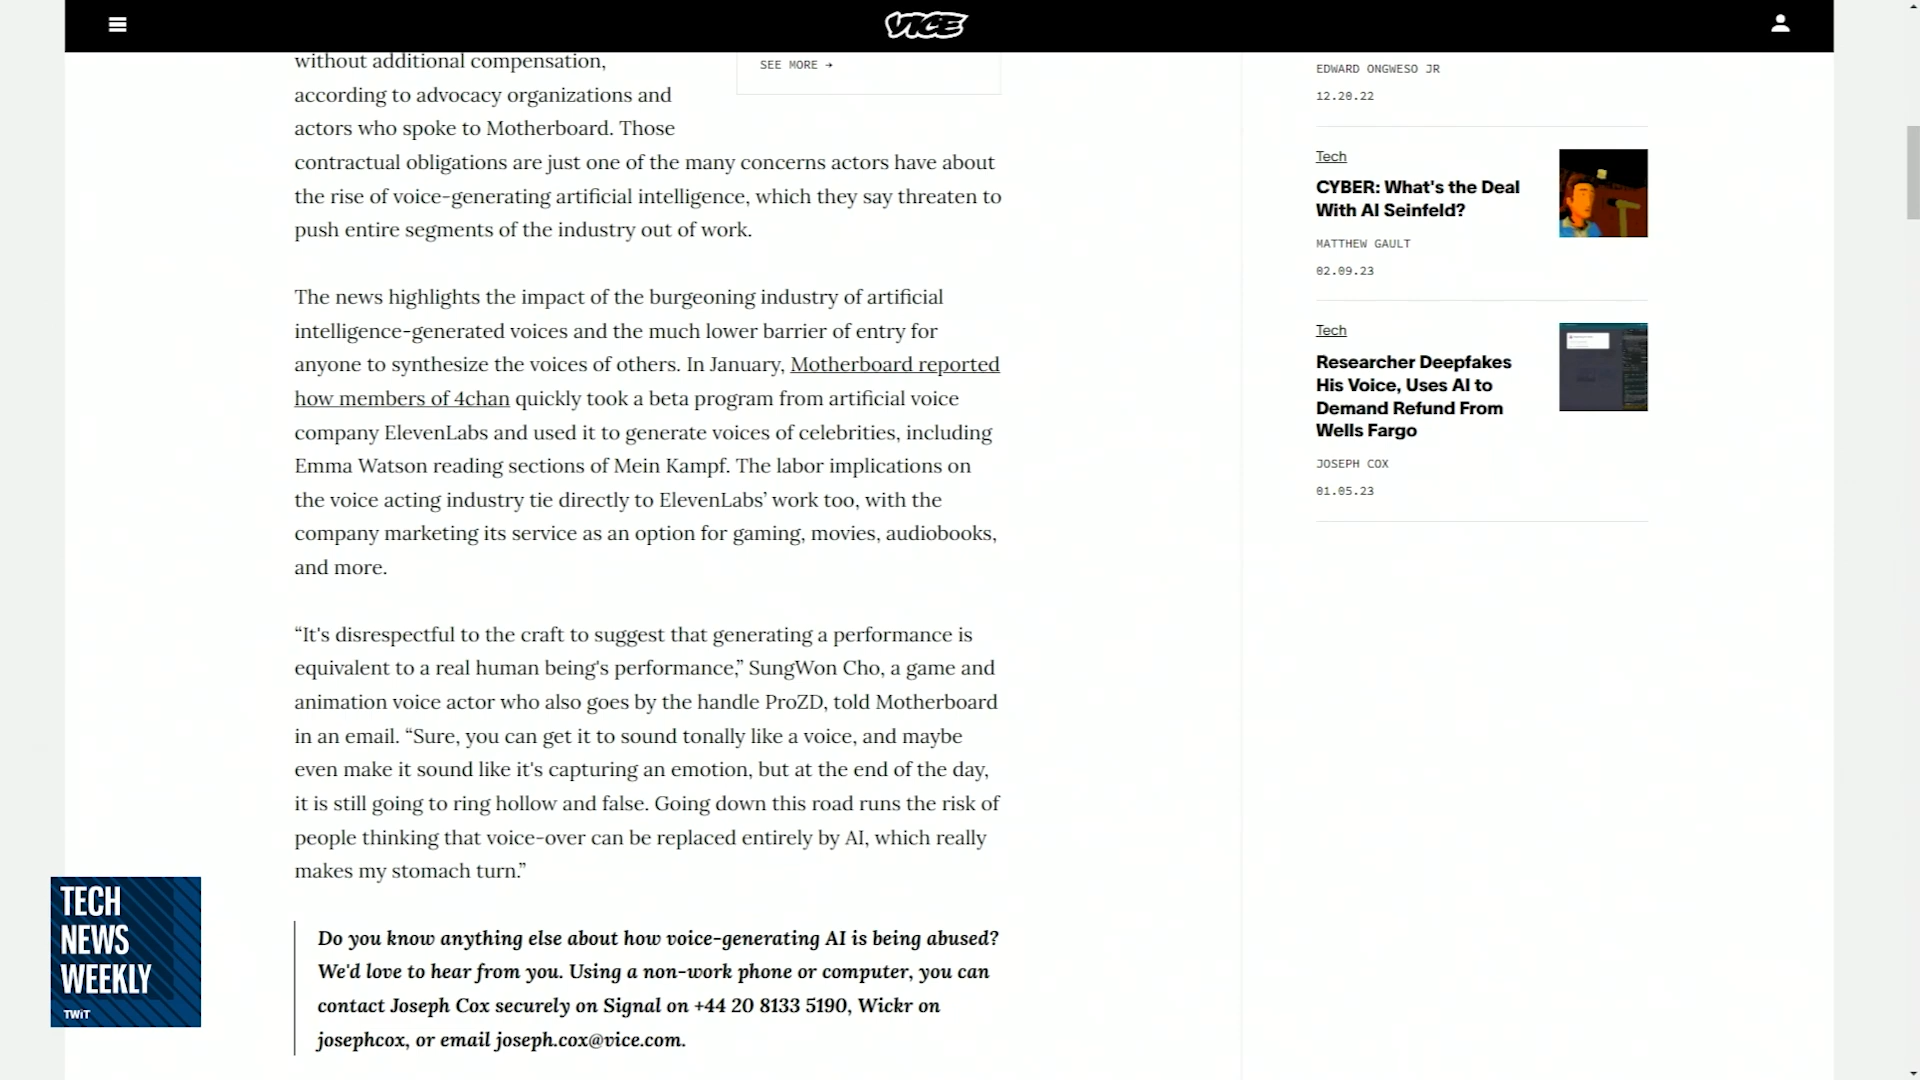 VICE
without additional compensation,
according to advocacy organizations and
actors who spoke to Motherboard. Those
contractual obligations are just one of the many concerns actors have about
the rise of voice-generating artificial intelligence, which they say threaten to
push entire segments of the industry out of work.
The news highlights the impact of the burgeoning industry of artificial
intelligence-generated voices and the much lower barrier of entry for
anyone to synthesize the voices of others. In January, Motherboard reported
how members of 4chan quickly took a beta program from artificial voice
company ElevenLabs and used it to generate voices of celebrities, including
Emma Watson reading sections of Mein Kampf. The labor implications on
the voice acting industry tie directly to ElevenLabs’ work too, with the
company marketing its service as an option for gaming, movies, audiobooks,
and more.
“It's disrespectful to the craft to suggest that generating a performance is
equivalent to a real human being's performance,” SungWon Cho, a game and
animation voice actor who also goes by the handle ProZD, told Motherboard
in an email. “Sure, you can get it to sound tonally like a voice, and maybe
even make it sound like it's capturing an emotion, but at the end of the day,
it is still going to ring hollow and false. Going down this road runs the risk of
people thinking that voice-over can be replaced entirely by AI, which really
makes my stomach turn.”
Do you know anything else about how voice-generating AI is being abused?
We'd love to hear from you. Using a non-work phone or computer, you can
contact Joseph Cox securely on Signal on +44 20 8133 5190, Wickr on
josephcox, or email joseph.cox@vice.com.
SEE MORE →
EDWARD ONGWESO JR
12.20.22
Tech
CYBER: What's the Deal
With AI Seinfeld?
MATTHEW GAULT
02.09.23
Tech
Researcher Deepfakes
His Voice, Uses AI to
Demand Refund From
Wells Fargo
JOSEPH COX
01.05.23
TECH
NEWS
WEEKLY
TWiT